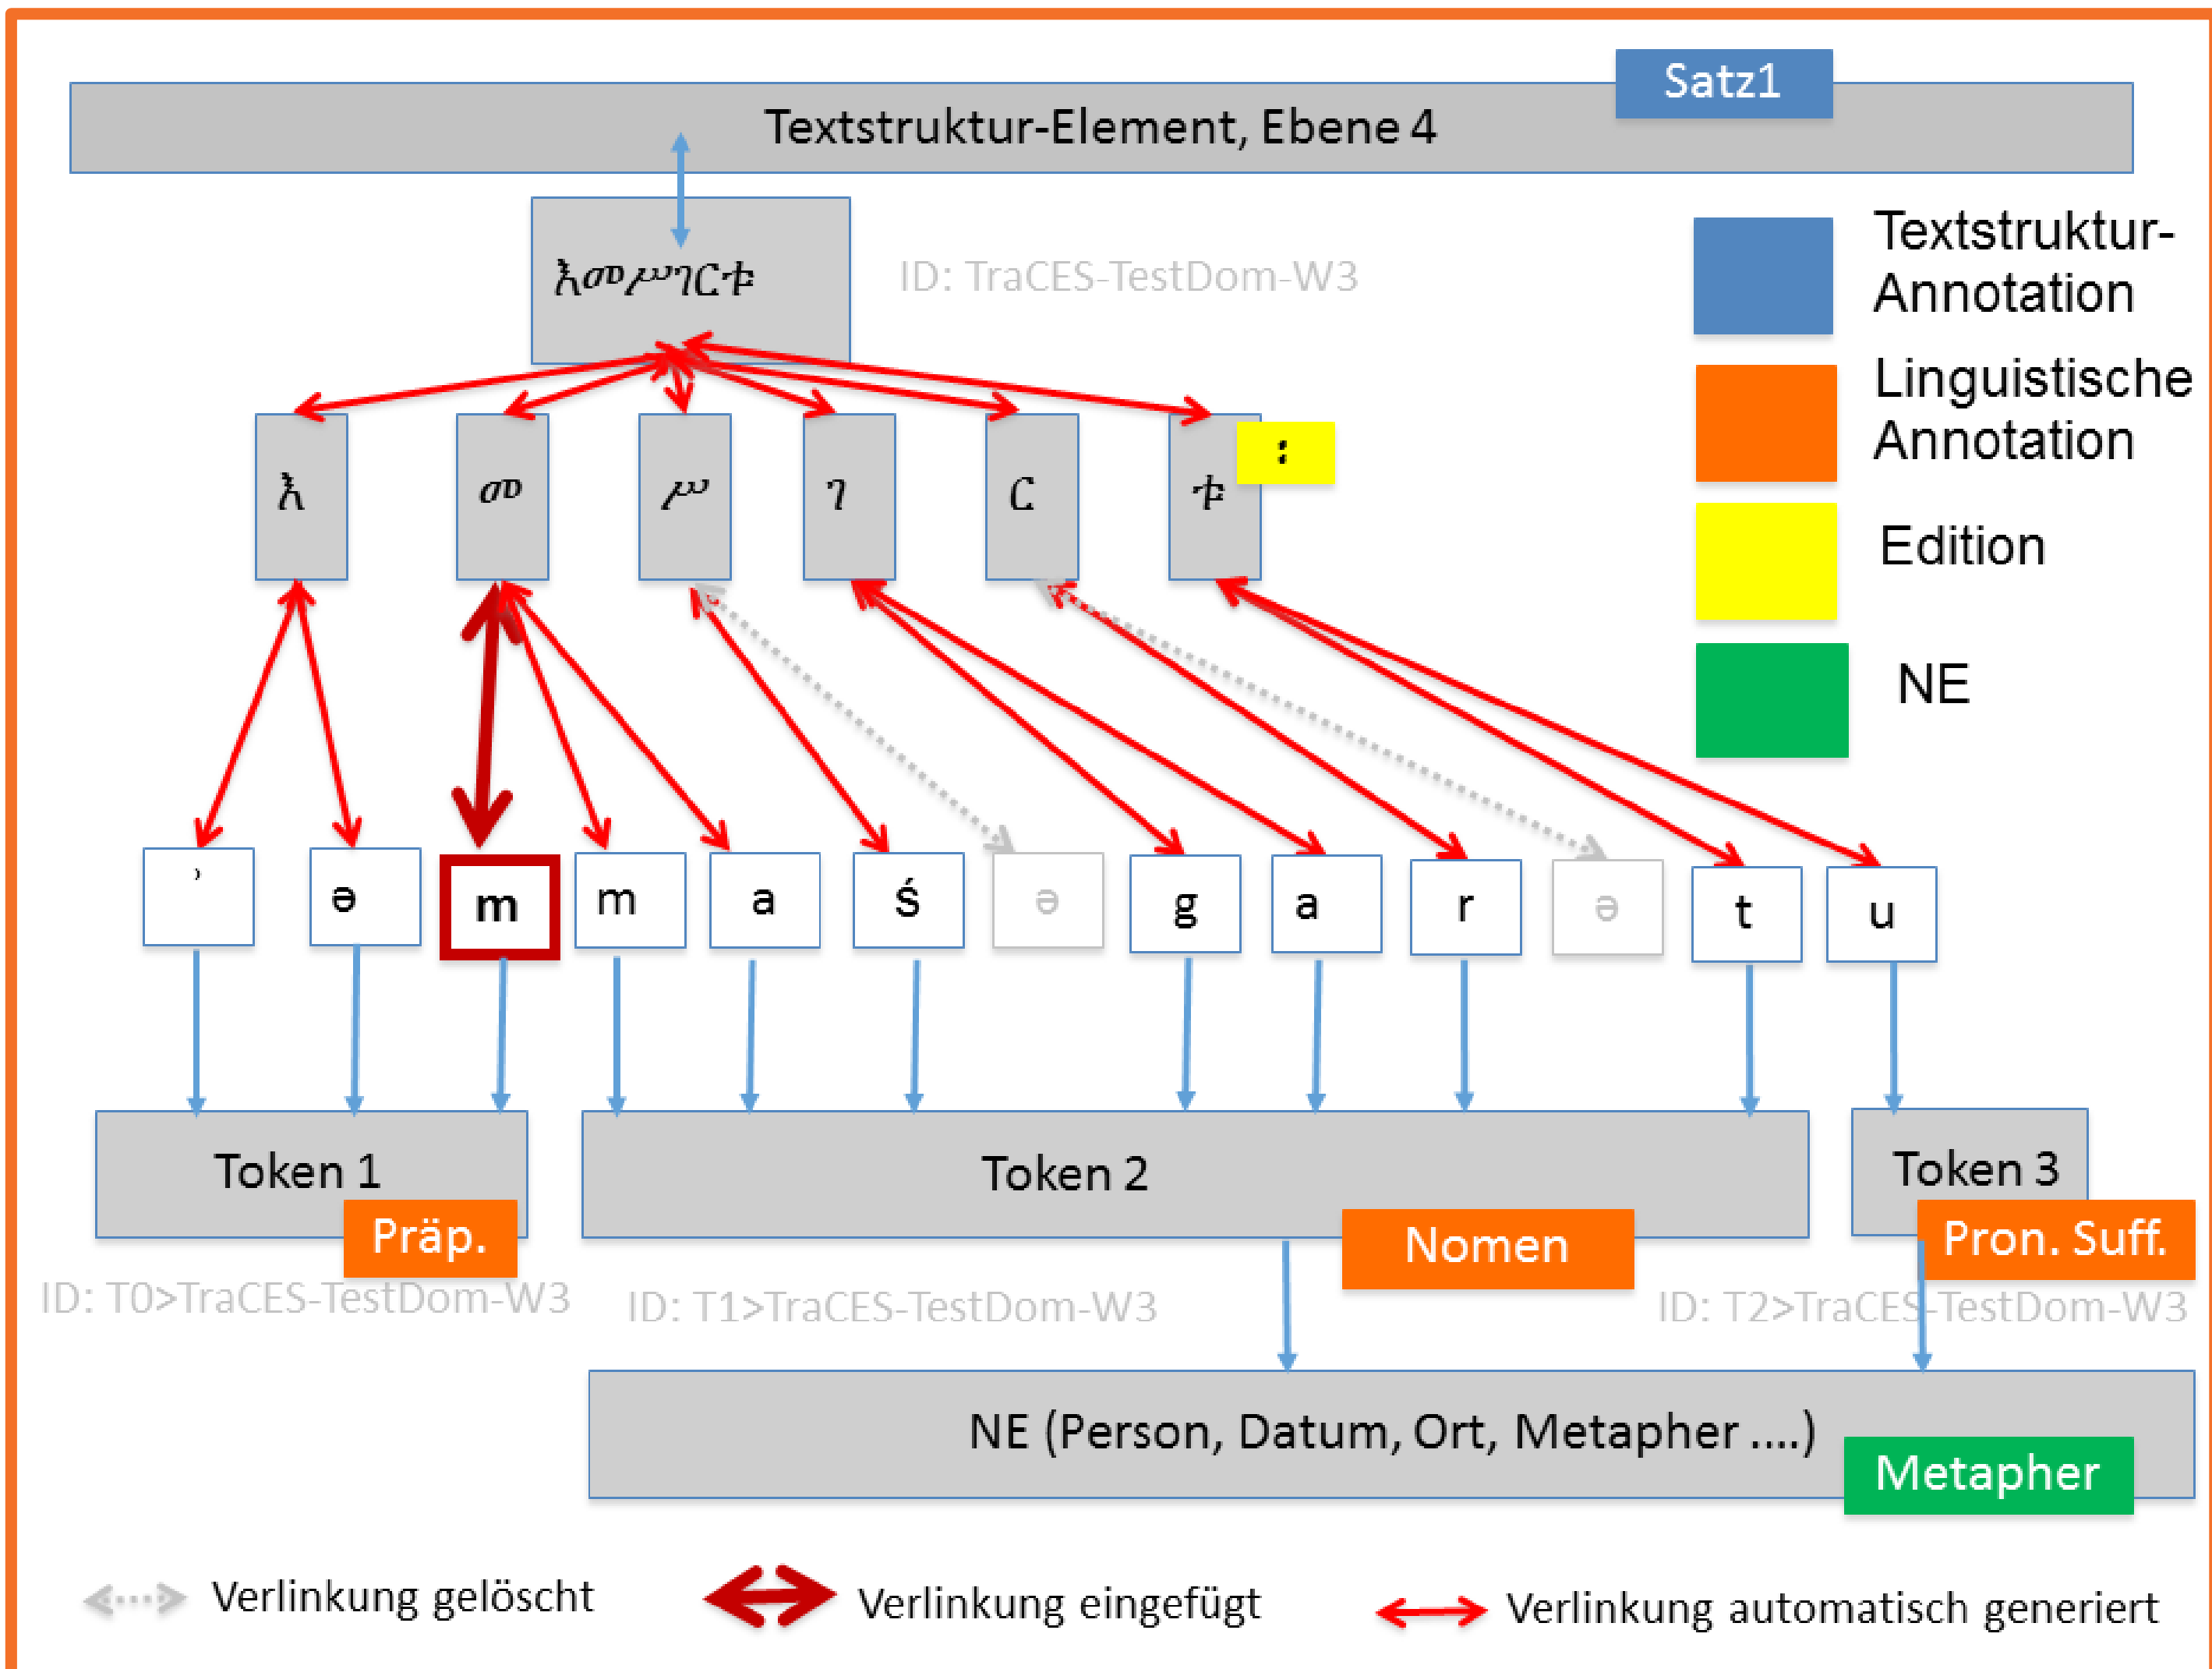 Satz1
Textstruktur-Element, Ebene 4
እመሥገርቱ
ID: TraCES-TestDom-W3
Textstruktur-
Annotation
Linguistische
Annotation
Edition
NE
እ መ ሥ ገ ር ቱ ፡
ʾ ə m m a ś ə g a r ə t u
Token 1
Präp.
ID: T0>TraCES-TestDom-W3
Token 2
Nomen
ID: T1>TraCES-TestDom-W3
Token 3
Pron. Suff.
ID: T2>TraCES-TestDom-W3
NE (Person, Datum, Ort, Metapher ....)
Metapher
Verlinkung gelöscht
Verlinkung eingefügt
Verlinkung automatisch generiert